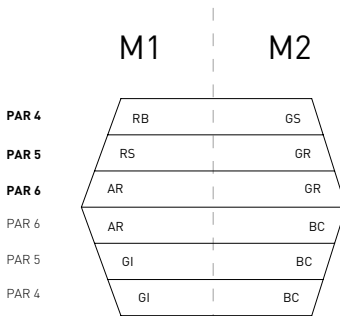 M1 M2
PAR 4 RB GS
PAR 5 RS GR
PAR 6 AR GR
PAR 6 AR BC
PAR 5 GI BC
PAR 4 GI BC